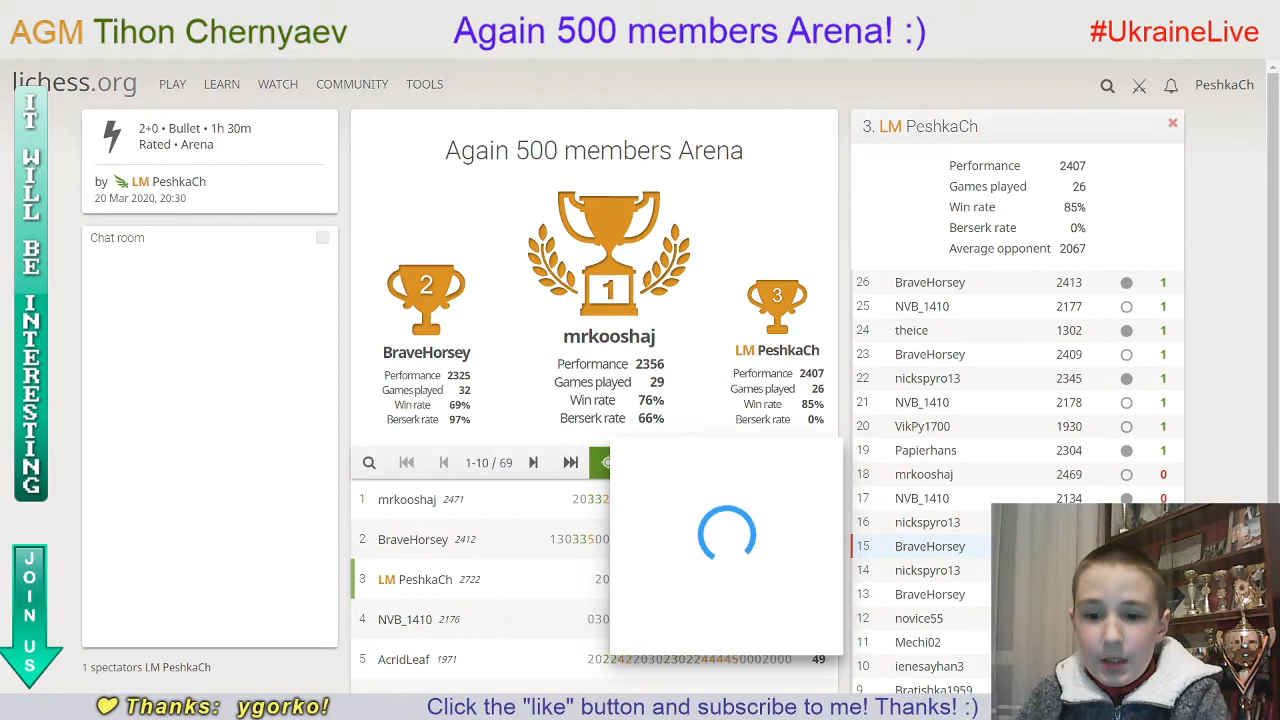 AGM Tihon Chernyaev
Again 500 members Arena! :)
#UkraineLive
lichess.org
PLAY LEARN WATCH COMMUNITY TOOLS
PeshkaCh
IT WILL BE INTERESTING
JOIN US
2+0 • Bullet • 1h 30m
Rated • Arena
by LM PeshkaCh
20 Mar 2020, 20:30
Chat room
1 spectators LM PeshkaCh
Again 500 members Arena
2
BraveHorsey
Performance 2325
Games played 32
Win rate 69%
Berserk rate 97%
1
mrkooshaj
Performance 2356
Games played 29
Win rate 76%
Berserk rate 66%
3
LM PeshkaCh
Performance 2407
Games played 26
Win rate 85%
Berserk rate 0%
1-10 / 69
1 mrkooshaj 2471 20332
2 BraveHorsey 2412 13033500
3 LM PeshkaCh 2722 20
4 NVB_1410 2176 030
5 AcridLeaf 1971 2022422030230224444500002000 49
3. LM PeshkaCh
Performance 2407
Games played 26
Win rate 85%
Berserk rate 0%
Average opponent 2067
26 BraveHorsey 2413 1
25 NVB_1410 2177 1
24 theice 1302 1
23 BraveHorsey 2409 1
22 nickspyro13 2345 1
21 NVB_1410 2178 1
20 VikPy1700 1930 1
19 Papierhans 2304 1
18 mrkooshaj 2469 0
17 NVB_1410 2134 0
16 nickspyro13
15 BraveHorsey
14 nickspyro13
13 BraveHorsey
12 novice55
11 Mechi02
10 ienesayhan3
9 Bratishka1959
Thanks: ygorko!
Click the "like" button and subscribe to me! Thanks! :)